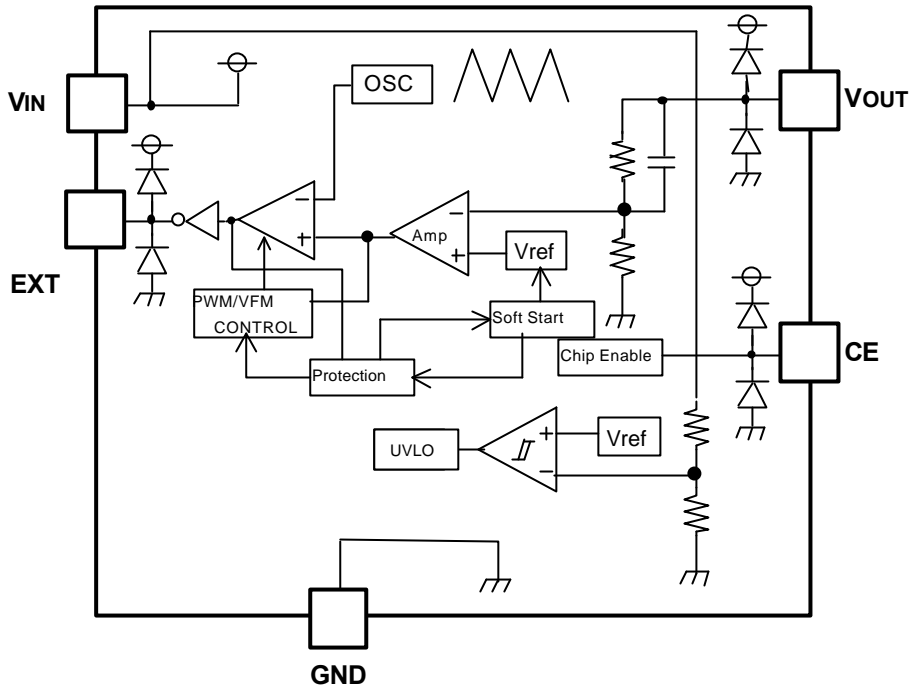 OSC
VIN
VOUT
Amp
Vref
EXT
PWM/VFM
CONTROL
Soft Start
Chip Enable
CE
Protection
UVLO
Vref
GND